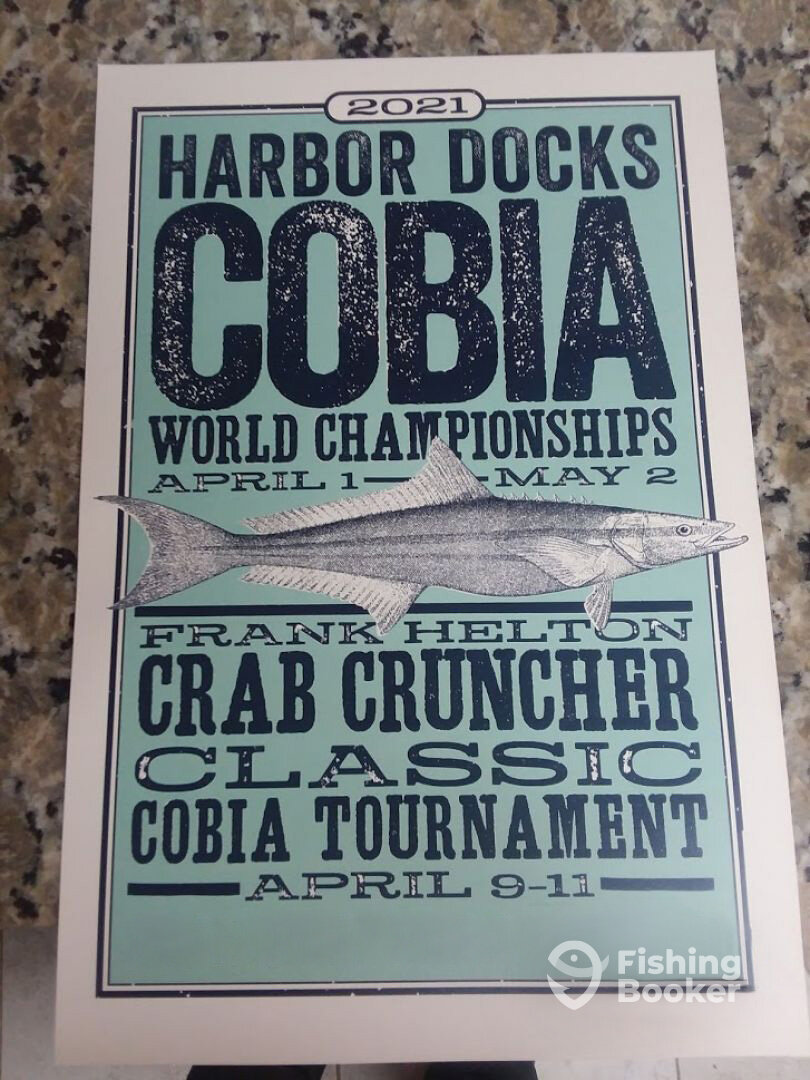 2021
HARBOR DOCKS
COBIA
WORLD CHAMPIONSHIPS
APRIL 1—MAY 2
FRANK HELTON
CRAB CRUNCHER
CLASSIC
COBIA TOURNAMENT
APRIL 9-11
Fishing
Booker